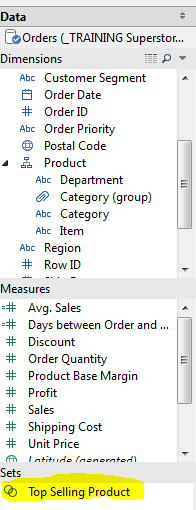 Data
Orders (_TRAINING Superstor...
Dimensions
Abc Customer Segment
Order Date
Order ID
Abc Order Priority
Postal Code
Product
Abc Department
Category (group)
Abc Category
Abc Item
Abc Region
# Row ID
Measures
=# Avg. Sales
=# Days between Order and ...
# Discount
# Order Quantity
# Product Base Margin
# Profit
# Sales
# Shipping Cost
# Unit Price
Latitude (generated)
Sets
Top Selling Product